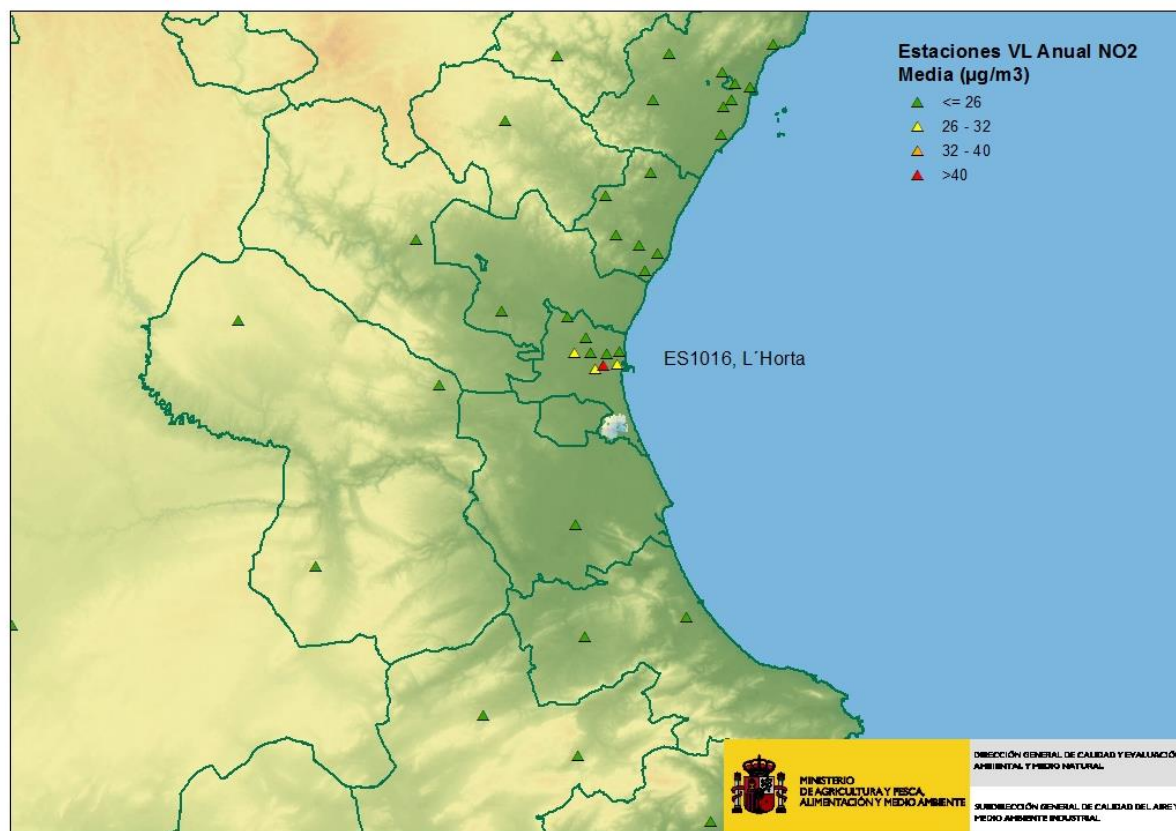 Estaciones VL Anual NO2
Media (µg/m3)
<= 26
26 - 32
32 - 40
>40
ES1016, L´Horta
MINISTERIO
DE AGRICULTURA Y PESCA,
ALIMENTACIÓN Y MEDIO AMBIENTE
DIRECCIÓN GENERAL DE CALIDAD Y EVALUACIÓN
AMBIENTAL Y MEDIO NATURAL
SUBDIRECCIÓN GENERAL DE CALIDAD DEL AIRE Y
MEDIO AMBIENTE INDUSTRIAL